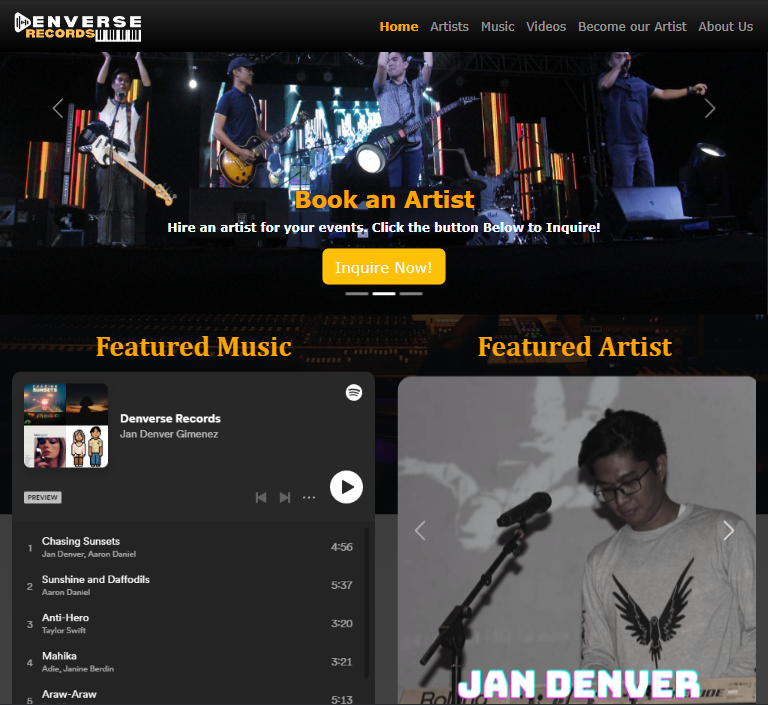 DENVERSE
RECORDS
Home Artists Music Videos Become our Artist About Us
Book an Artist
Hire an artist for your events. Click the button Below to Inquire!
Inquire Now!
Featured Music
Featured Artist
CHASING
SUNSETS
Denverse Records
Jan Denver Gimenez
PREVIEW
1 Chasing Sunsets 4:56
Jan Denver, Aaron Daniel
2 Sunshine and Daffodils 5:37
Aaron Daniel
3 Anti-Hero 3:20
Taylor Swift
4 Mahika 3:21
Adie, Janine Berdin
5 Araw-Araw 5:13
JAN DENVER